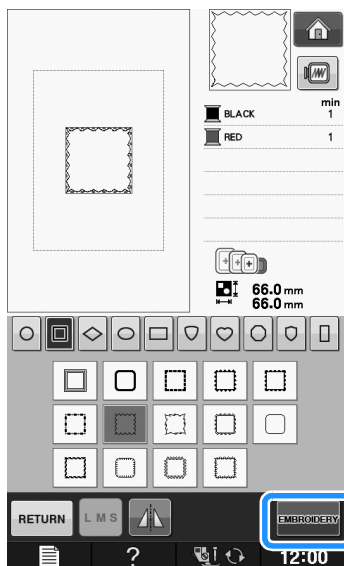 min
BLACK 1
RED 1
66.0 mm
66.0 mm
RETURN
L M S
EMBROIDERY
?
12:00